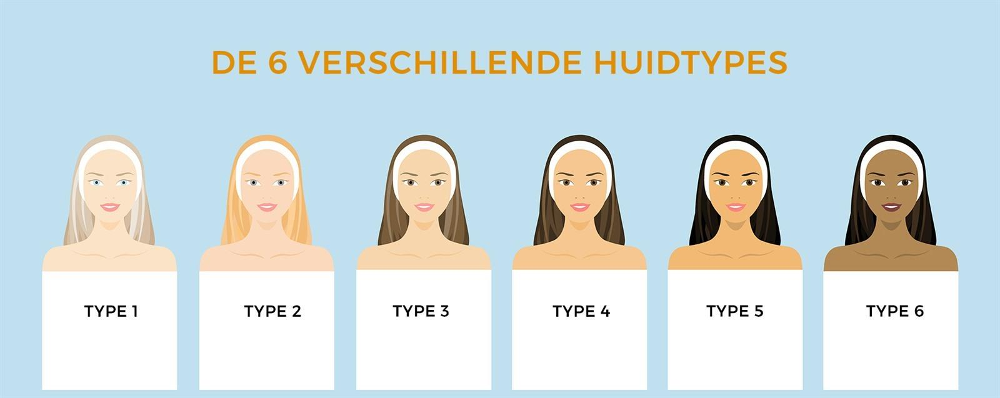 DE 6 VERSCHILLENDE HUIDTYPES
TYPE 1
TYPE 2
TYPE 3
TYPE 4
TYPE 5
TYPE 6